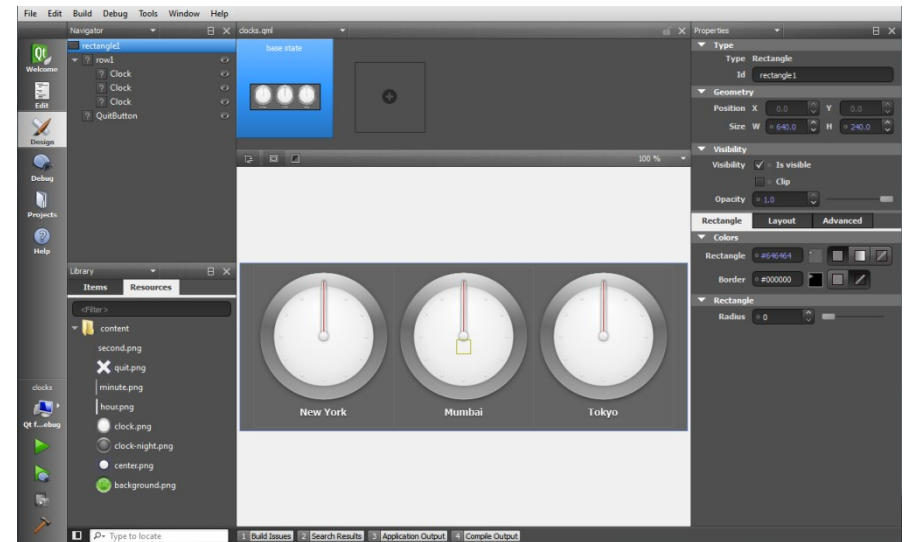 File Edit Build Debug Tools Window Help
Navigator
rectangle1
row1
Clock
Clock
Clock
QuitButton
Welcome
Edit
Design
Debug
Projects
Help
clocks
Qt f...ebug
Library
Items Resources
<Filter>
content
second.png
quit.png
minute.png
hour.png
clock.png
clock-night.png
center.png
background.png
Type to locate
clocks.qml
base state
100 %
New York Mumbai Tokyo
1 Build Issues 2 Search Results 3 Application Output 4 Compile Output
Properties
Type
Type Rectangle
Id rectangle1
Geometry
Position X 0.0 Y 0.0
Size W 640.0 H 240.0
Visibility
Visibility Is visible
Clip
Opacity 1.0
Rectangle Layout Advanced
Colors
Rectangle #646464
Border #000000
Rectangle
Radius 0